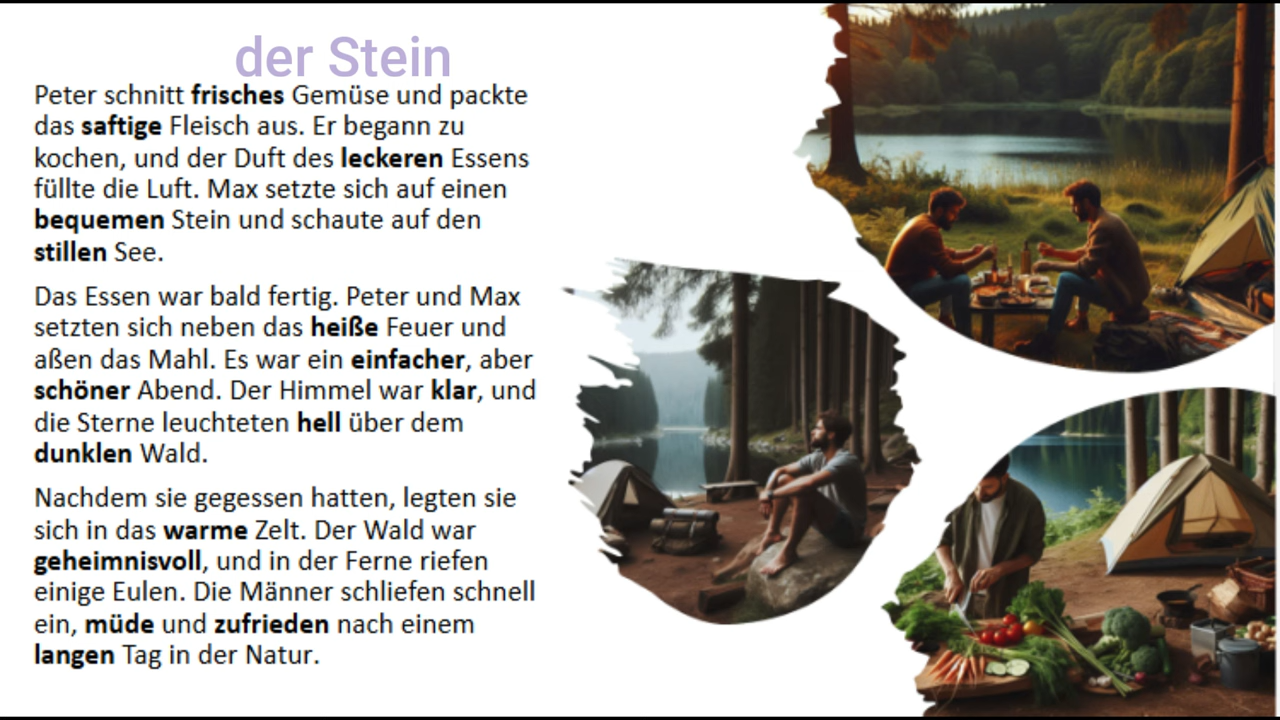 der Stein
Peter schnitt frisches Gemüse und packte
das saftige Fleisch aus. Er begann zu
kochen, und der Duft des leckeren Essens
füllte die Luft. Max setzte sich auf einen
bequemen Stein und schaute auf den
stillen See.
Das Essen war bald fertig. Peter und Max
setzten sich neben das heiße Feuer und
aßen das Mahl. Es war ein einfacher, aber
schöner Abend. Der Himmel war klar, und
die Sterne leuchteten hell über dem
dunklen Wald.
Nachdem sie gegessen hatten, legten sie
sich in das warme Zelt. Der Wald war
geheimnisvoll, und in der Ferne riefen
einige Eulen. Die Männer schliefen schnell
ein, müde und zufrieden nach einem
langen Tag in der Natur.